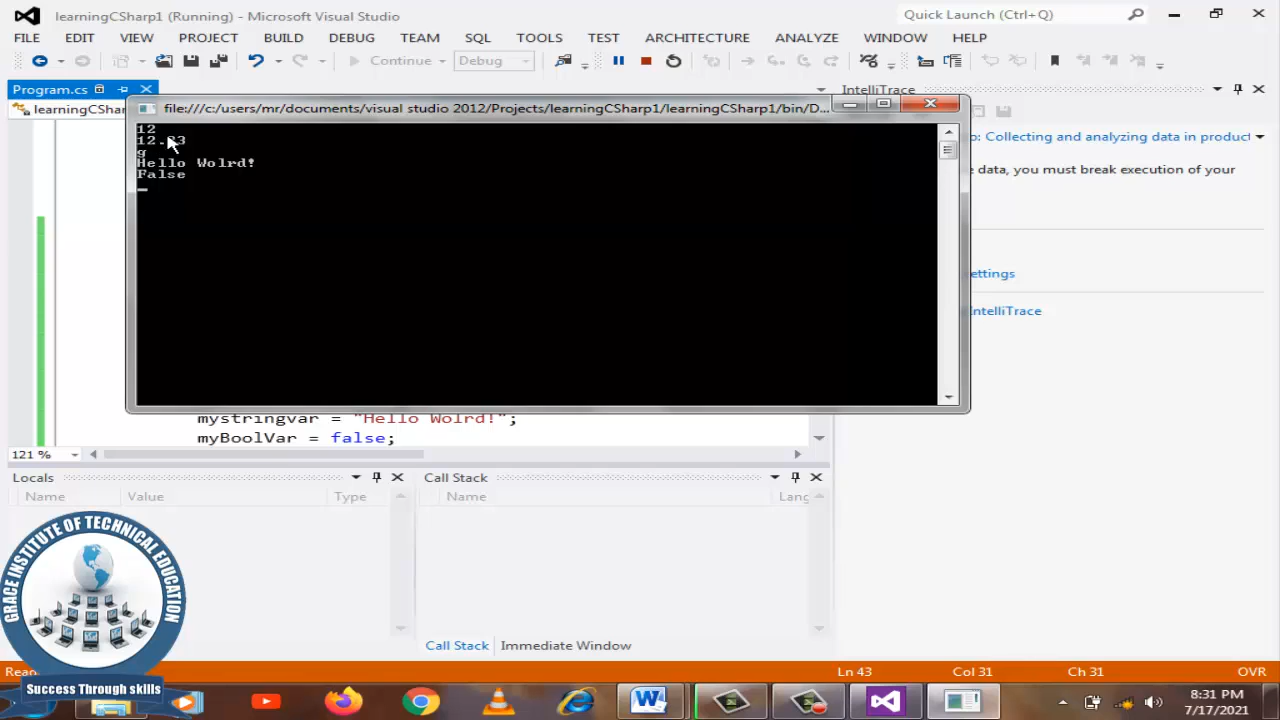 learningCSharp1 (Running) - Microsoft Visual Studio
Quick Launch (Ctrl+Q)
FILE EDIT VIEW PROJECT BUILD DEBUG TEAM SQL TOOLS TEST ARCHITECTURE ANALYZE WINDOW HELP
Continue Debug
Program.cs
IntelliTrace
learningCSha
file:///c:/users/mr/documents/visual studio 2012/Projects/learningCSharp1/learningCSharp1/bin/D...
12
12.
g
Hello Wolrd!
False
o: Collecting and analyzing data in product
e data, you must break execution of your
ettings
IntelliTrace
mystringvar = "Hello Wolrd!";
myBoolVar = false;
121 %
Locals
Name Value Type
Call Stack
Name Lang
Call Stack Immediate Window
GRACE INSTITUTE OF TECHNICAL EDUCATION
Success Through skills
Rea
Ln 43 Col 31 Ch 31 OVR
8:31 PM
7/17/2021